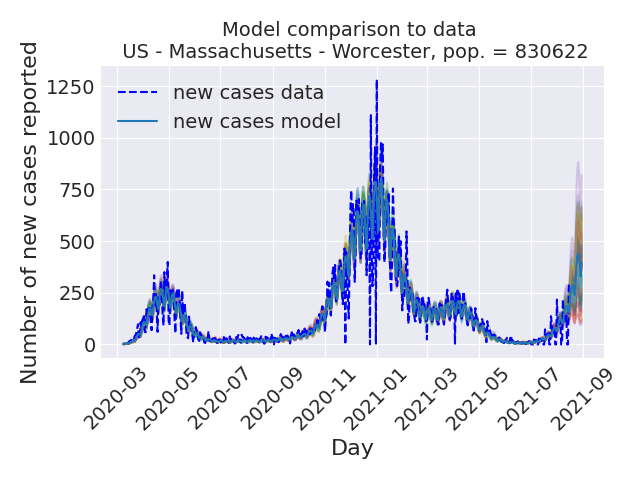 Model comparison to data
US - Massachusetts - Worcester, pop. = 830622
Number of new cases reported
1250
1000
750
500
250
0
new cases data
new cases model
2020-03
2020-05
2020-07
2020-09
2020-11
2021-01
2021-03
2021-05
2021-07
2021-09
Day